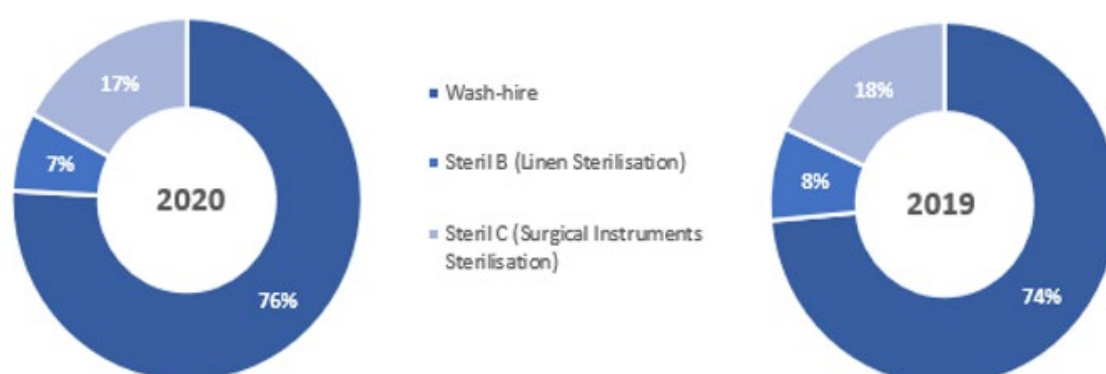 17%
7%
2020
76%
Wash-hire
Steril B (Linen Sterilisation)
Steril C (Surgical Instruments
Sterilisation)
18%
8%
2019
74%